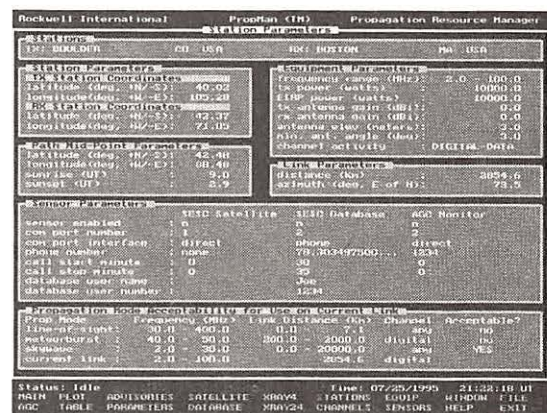 Rockwell International PropMan (TM) Propagation Resource Manager
Station Parameters
Stations
TX: BOULDER CO USA RX: BOSTON MA USA
Station Parameters
TX Station Coordinates
latitude (deg, +N/-S): 40.02
longitude(deg, +W/-E): 105.28
RX Station Coordinates
latitude (deg, +N/-S): 42.37
longitude(deg, +W/-E): 71.05
Equipment Parameters
frequency range (MHz): 2.0 - 100.0
tx power (watts): 10000.0
EIRP power (watts): 10000.0
tx antenna gain (dBi): 0.0
rx antenna gain (dBi): 0.0
antenna elev (meters): 3.0
min. ant. angle (deg): 3.0
channel activity : DIGITAL-DATA
Path Mid-Point Parameters
latitude (deg, +N/-S): 42.48
longitude(deg, +W/-E): 88.48
sunrise (UT) : 9.0
sunset (UT) : 2.9
Link Parameters
distance (Km) : 2854.6
azimuth (deg, E of N): 73.5
Sensor Parameters
SESC Satellite SESC Database AGC Monitor
sensor enabled : n n n
com port number : 1 2 2
com port interface : direct phone direct
phone number : none 78,303497500... 1234
call start minute : 0 30 0
call stop minute : 0 35 0
database user name : Joe
database user number : 1234
Propagation Mode Acceptability for Use on Current Link
Prop Mode Frequency (MHz) Link Distance (Km) Channel Acceptable?
line-of-sight: 30.0 - 400.0 0.0 - 7.1 any no
meteorburst : 40.0 - 50.0 200.0 - 2000.0 digital no
skywave : 2.0 - 30.0 0.0 - 20000.0 any YES
current link : 2.0 - 100.0 2854.6 digital
Status: Idle Time: 07/25/1995 21:22:18 UT
MAIN PLOT ADVISORIES SATELLITE XRAY4 STATIONS EQUIP WINDOW FILE
AGC TABLE PARAMETERS DATABASE XRAY24 CHANNELS SENSORS HELP EXIT